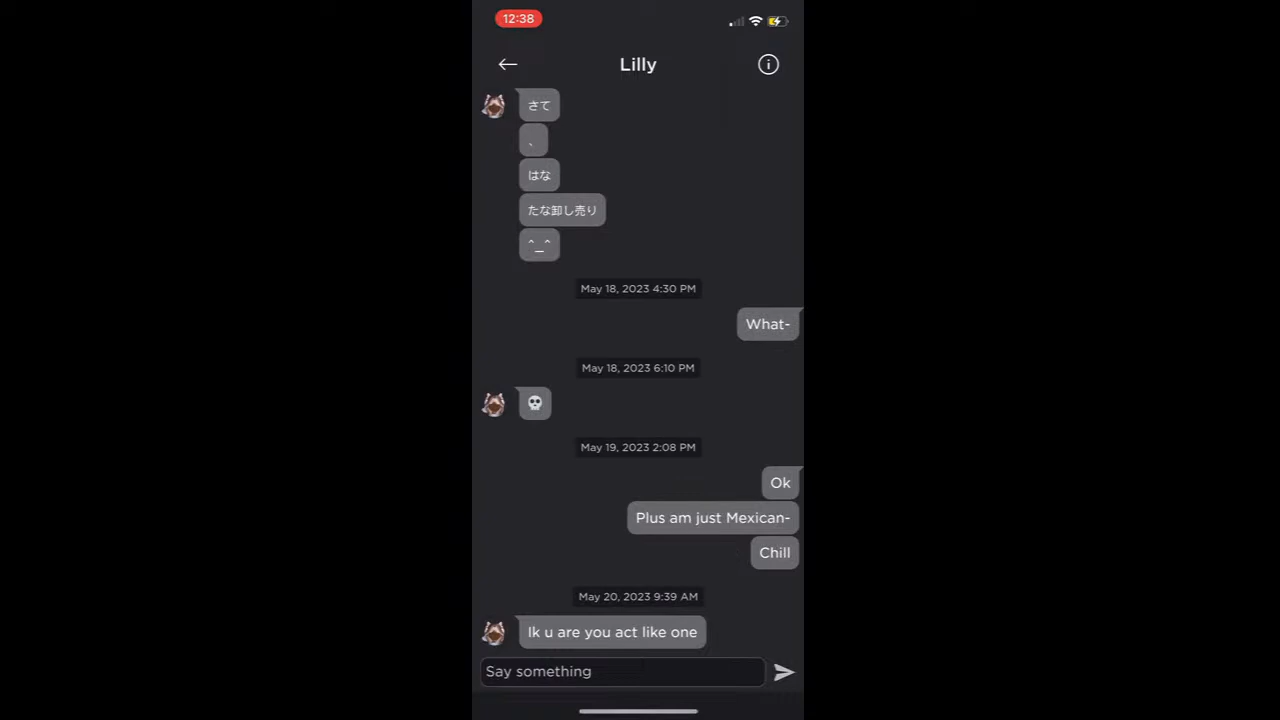 12:38
Lilly
さて
、
はな
たな卸し売り
^_^
May 18, 2023 4:30 PM
What-
May 18, 2023 6:10 PM
💀
May 19, 2023 2:08 PM
Ok
Plus am just Mexican-
Chill
May 20, 2023 9:39 AM
Ik u are you act like one
Say something